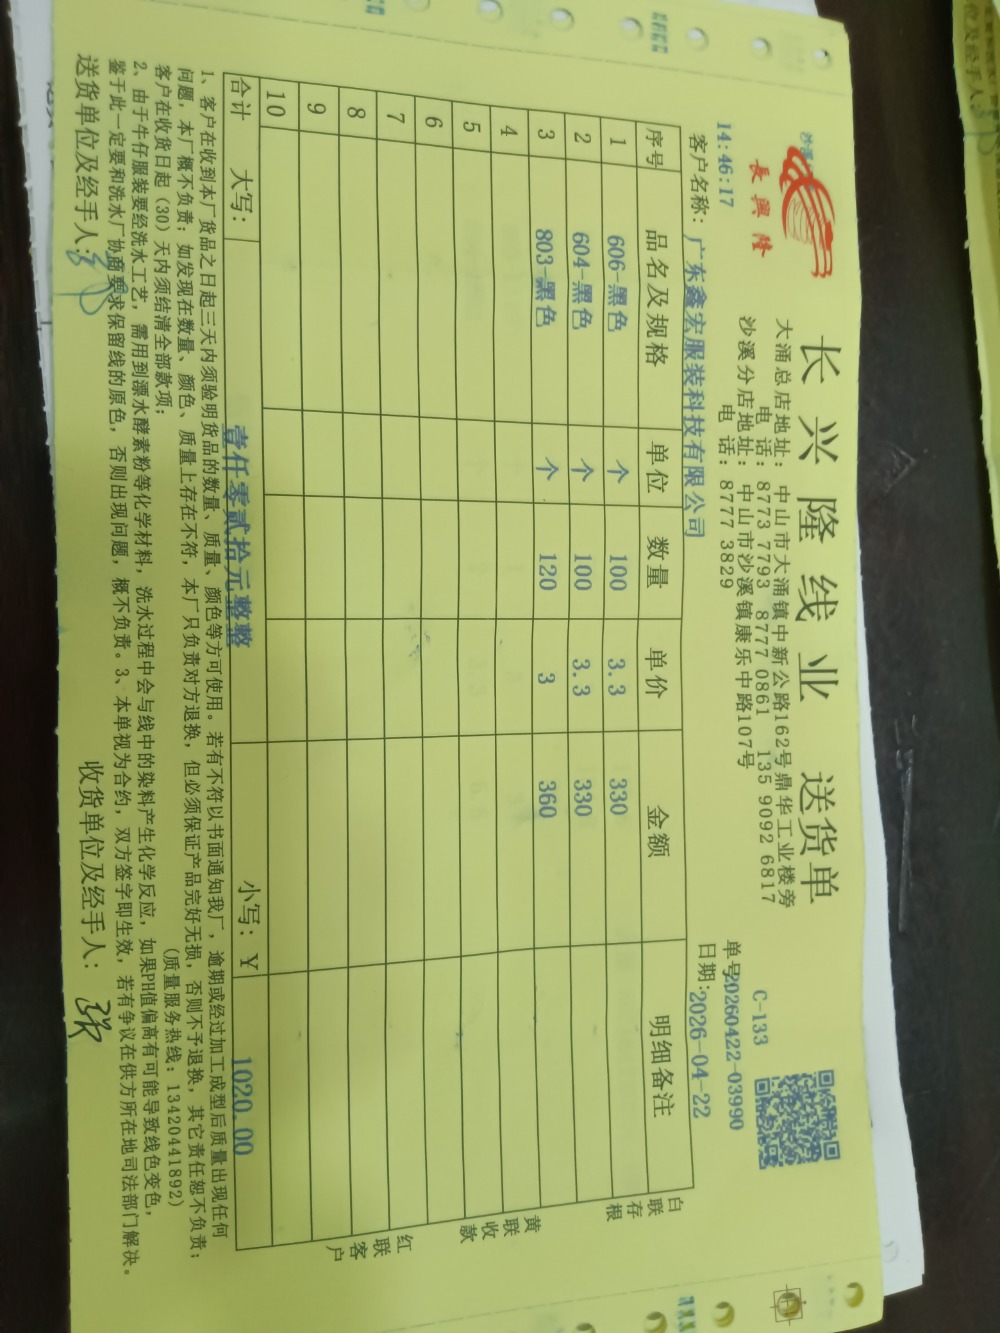 長興隆
长兴隆线业 送货单
大涌总店地址：中山市大涌镇中新公路162号鼎华工业楼旁
电 话：8773 7793 8777 0861 135 9092 6817
沙溪分店地址：中山市沙溪镇康乐中路107号
电 话：8777 3829
C-133
单号20260422-03990
14:46:17
日期:2026-04-22
客户名称：广东鑫宏服装科技有限公司
序号 品名及规格 单位 数量 单价 金额 明细备注
1 606-黑色 个 100 3.3 330
2 604-黑色 个 100 3.3 330
3 803-黑色 个 120 3 360
4
5
6
7
8
9
10
合计 大写： 壹仟零贰拾元整整 小写：Y 1020.00
白联存根
黄联收款
红联客户
1、客户在收到本厂货品之日起三天内须验明货品的数量、质量、颜色等方可使用。若有不符以书面通知我厂，逾期或经过加工成型后质量出现任何
问题，本厂概不负责；如发现在数量、颜色、质量上存在不符，本厂只负责对方退换，但必须保证产品完好无损，否则不予退换，其它责任恕不负责；
客户在收货日起（30）天内须结清全部款项； （质量服务热线：13420441892）
2、由于牛仔服装要经洗水工艺，需用到漂水酵素粉等化学材料，洗水过程中会与线中的染料产生化学反应，如果PH值偏高有可能导致线色变色，
鉴于此一定要和洗水厂协商要求保留线的原色，否则出现问题，概不负责。3、本单视为合约，双方签字即生效，若有争议在供方所在地司法部门解决。
送货单位及经手人： 收货单位及经手人：